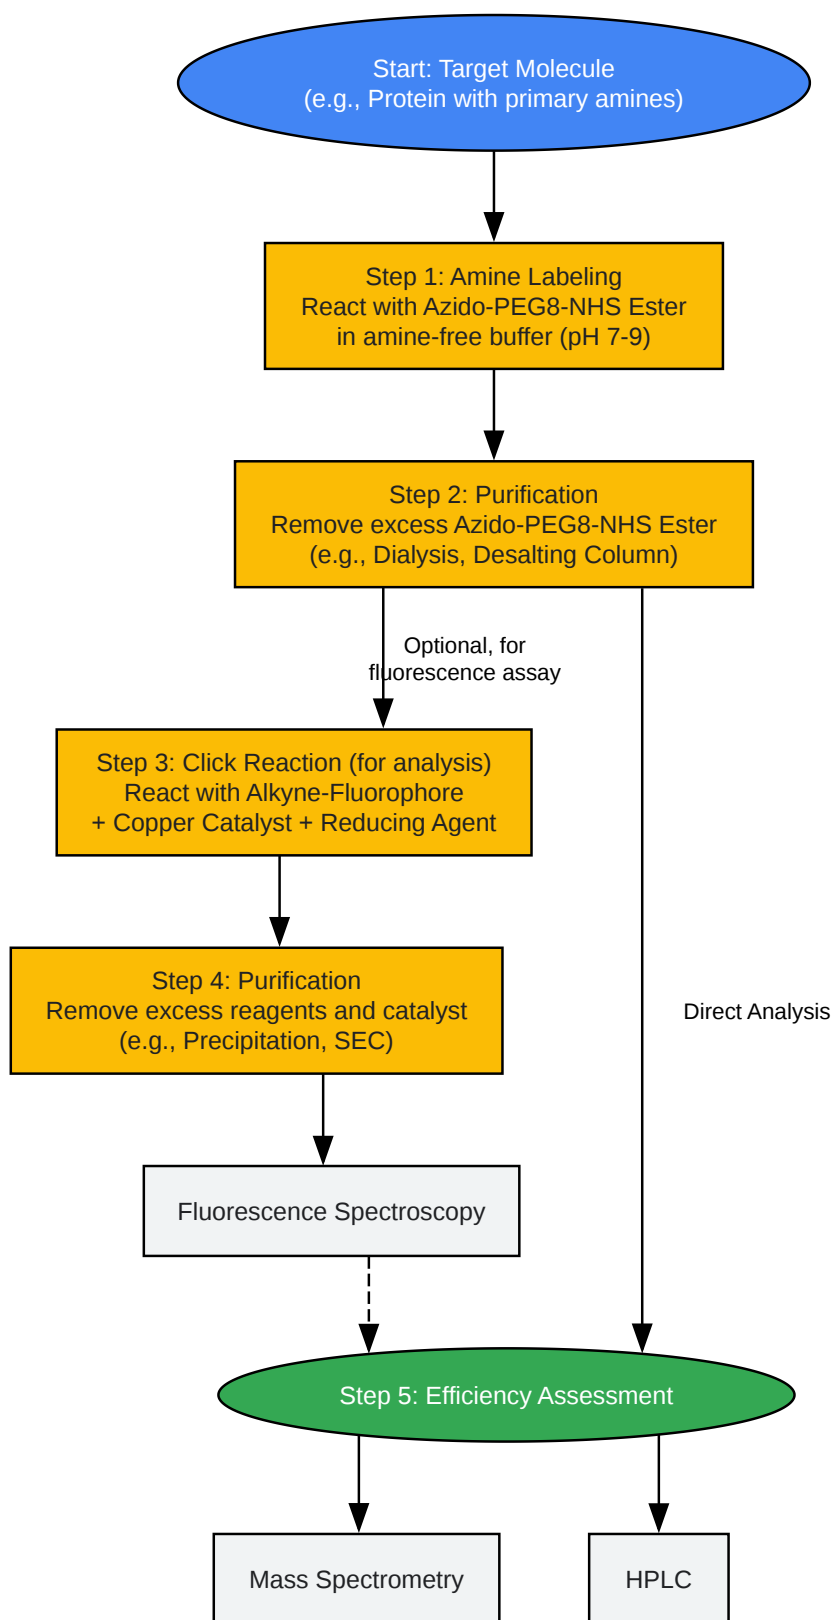 Start: Target Molecule
(e.g., Protein with primary amines)
Step 1: Amine Labeling
React with Azido-PEG8-NHS Ester
in amine-free buffer (pH 7-9)
Step 2: Purification
Remove excess Azido-PEG8-NHS Ester
(e.g., Dialysis, Desalting Column)
Optional, for
fluorescence assay
Step 3: Click Reaction (for analysis)
React with Alkyne-Fluorophore
+ Copper Catalyst + Reducing Agent
Step 4: Purification
Remove excess reagents and catalyst
(e.g., Precipitation, SEC)
Direct Analysis
Fluorescence Spectroscopy
Step 5: Efficiency Assessment
Mass Spectrometry
HPLC